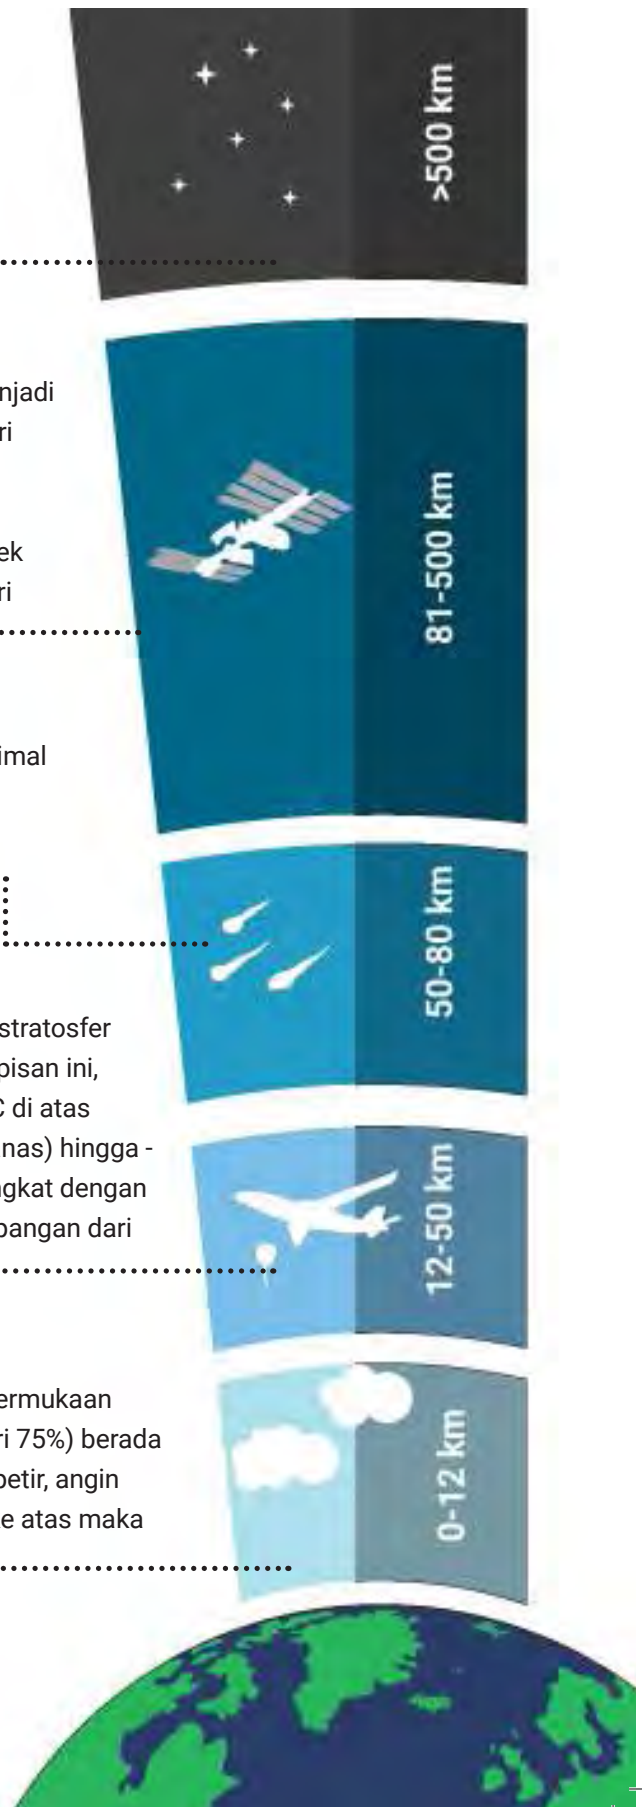 >500 km
njadi
ri
ek
ri
81-500 km
imal
50-80 km
stratosfer
pisan ini,
C di atas
nas) hingga -
ngkat dengan
bangan dari
12-50 km
ermukaan
ri 75%) berada
petir, angin
e atas maka
0-12 km